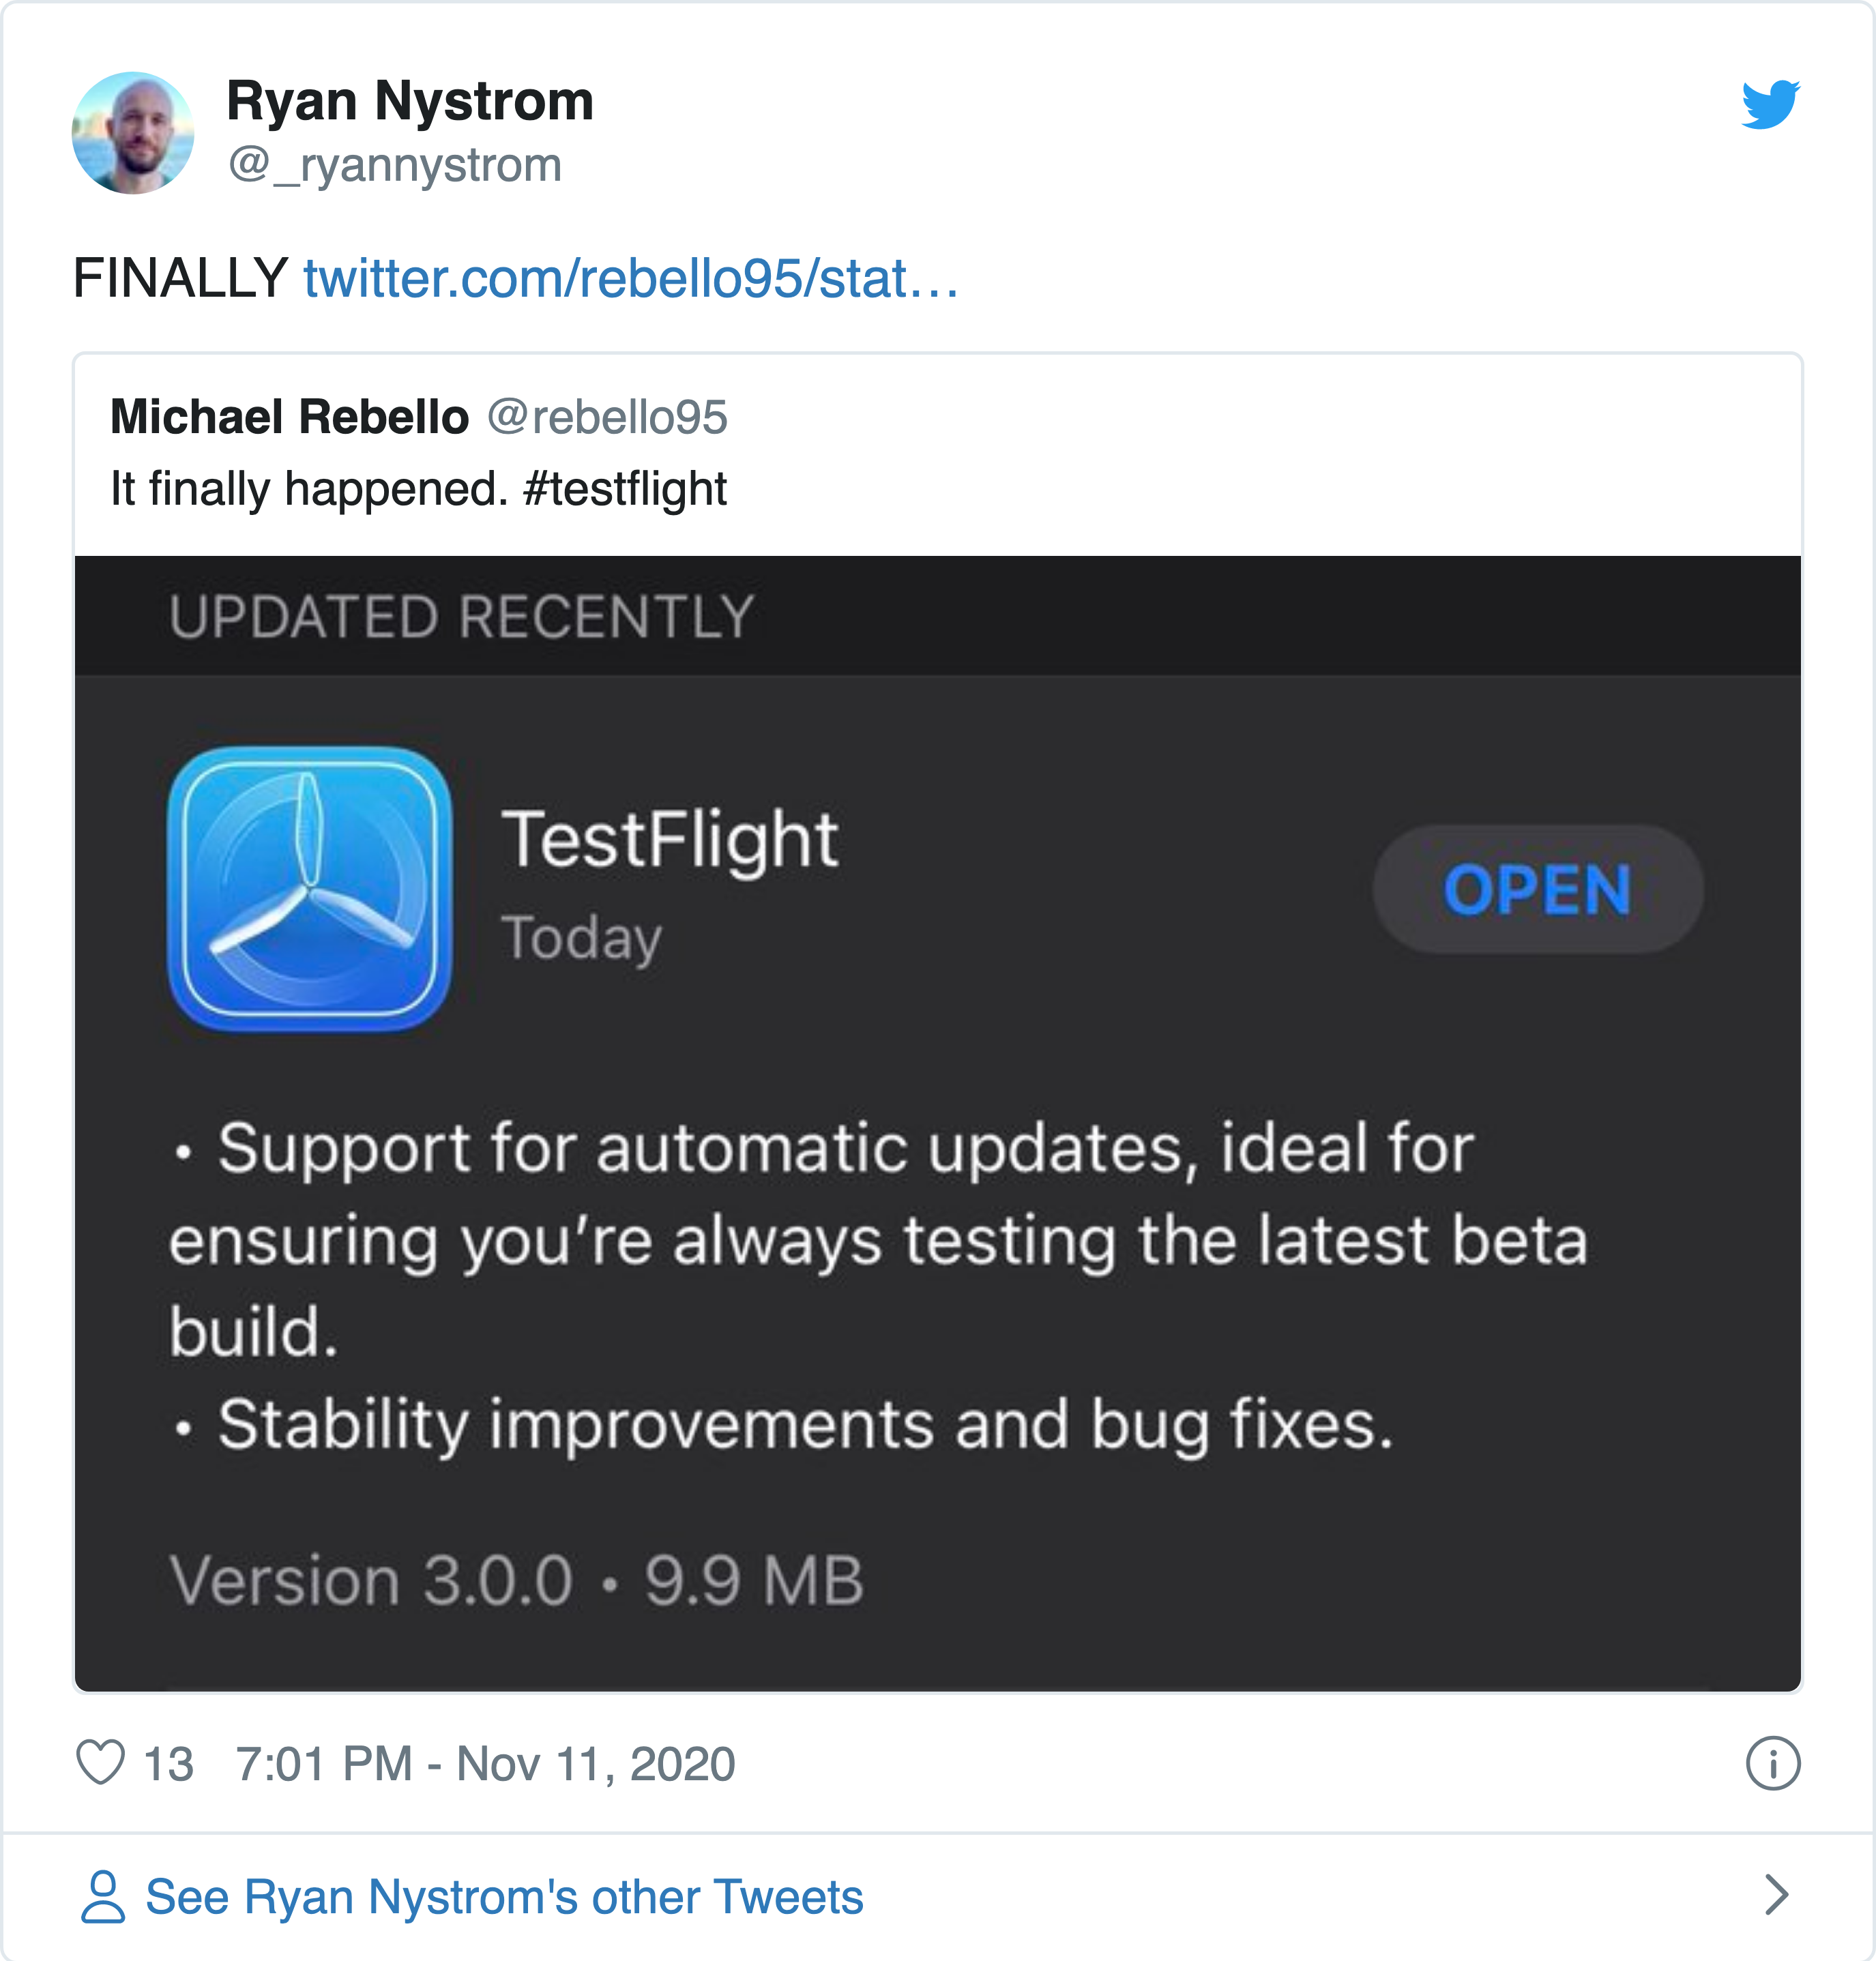 Ryan Nystrom
@_ryannystrom
FINALLY twitter.com/rebello95/stat…
Michael Rebello @rebello95
It finally happened. #testflight
UPDATED RECENTLY
TestFlight
Today
OPEN
• Support for automatic updates, ideal for
ensuring you’re always testing the latest beta
build.
• Stability improvements and bug fixes.
Version 3.0.0 • 9.9 MB
13 7:01 PM - Nov 11, 2020
See Ryan Nystrom's other Tweets